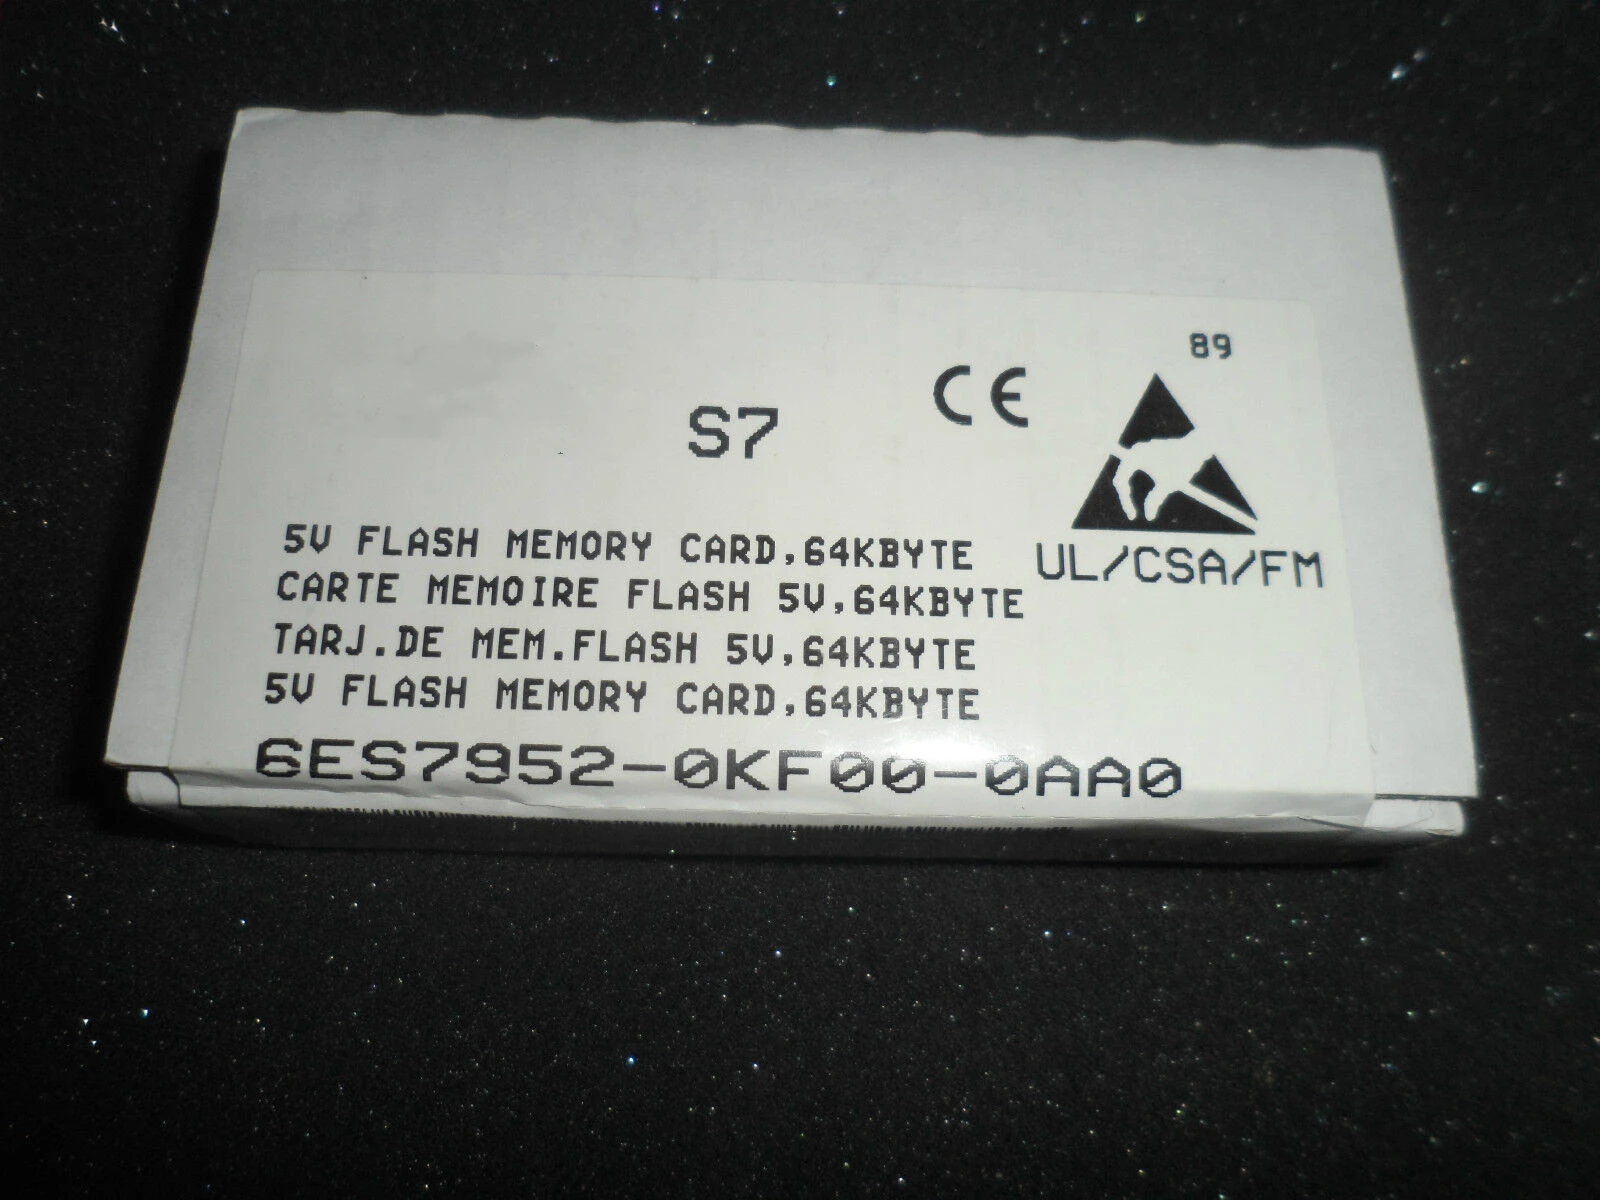 89
S7
CE
5V FLASH MEMORY CARD,64KBYTE
UL/CSA/FM
CARTE MEMOIRE FLASH 5V,64KBYTE
TARJ.DE MEM.FLASH 5V,64KBYTE
5V FLASH MEMORY CARD,64KBYTE
6ES7952-0KF00-0AA0